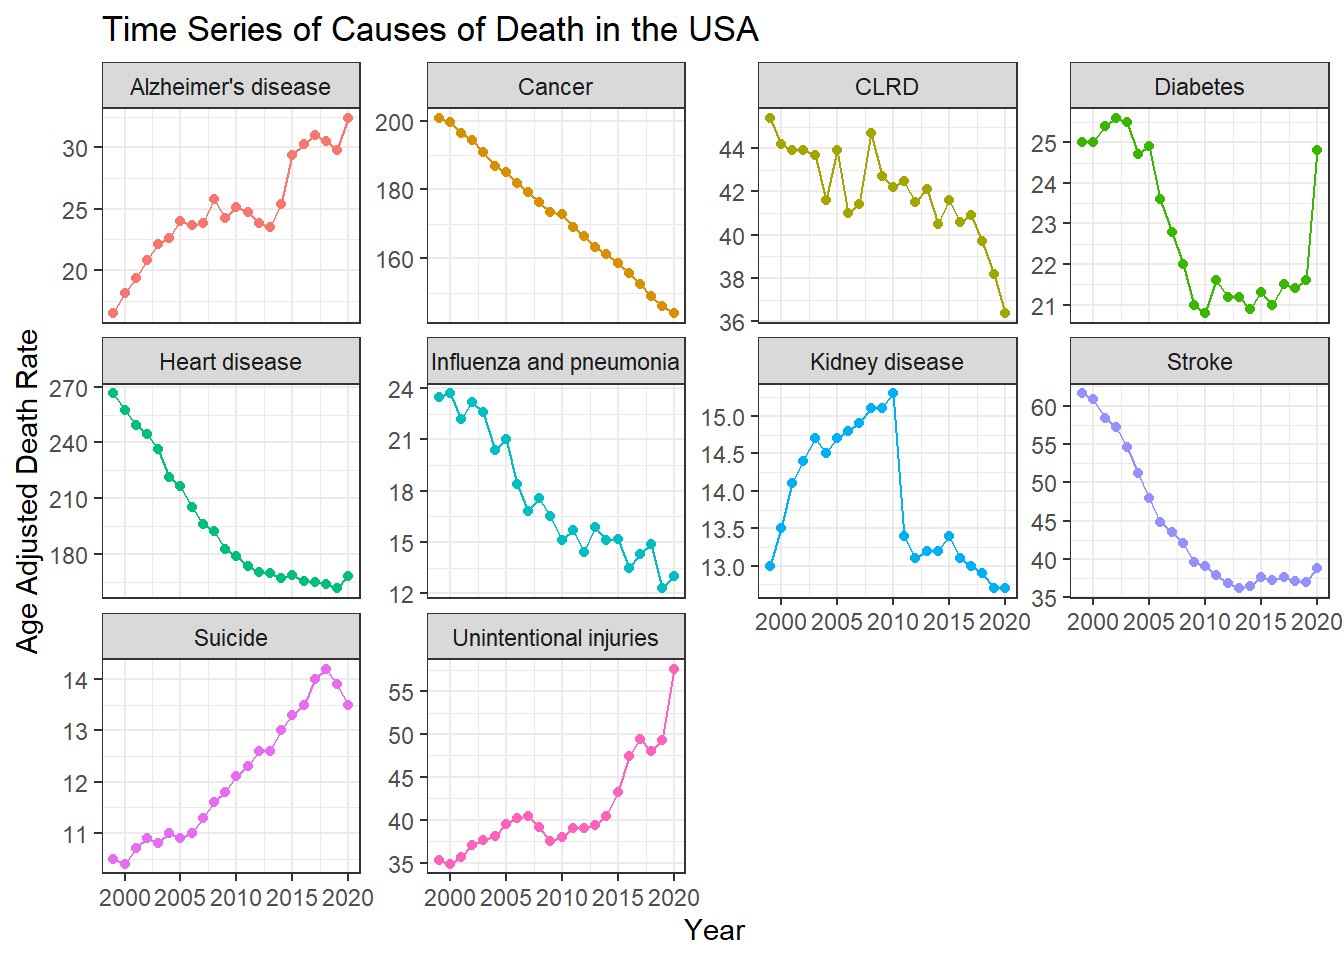 Time Series of Causes of Death in the USA
Alzheimer's disease
Cancer
CLRD
Diabetes
30
25
20
200
180
160
44
42
40
38
36
25
24
23
22
21
Age Adjusted Death Rate
Heart disease
Influenza and pneumonia
Kidney disease
Stroke
270
240
210
180
24
21
18
15
12
15.0
14.5
14.0
13.5
13.0
60
55
50
45
40
35
2000 2005 2010 2015 2020
2000 2005 2010 2015 2020
Suicide
Unintentional injuries
14
13
12
11
55
50
45
40
35
2000 2005 2010 2015 2020
2000 2005 2010 2015 2020
Year